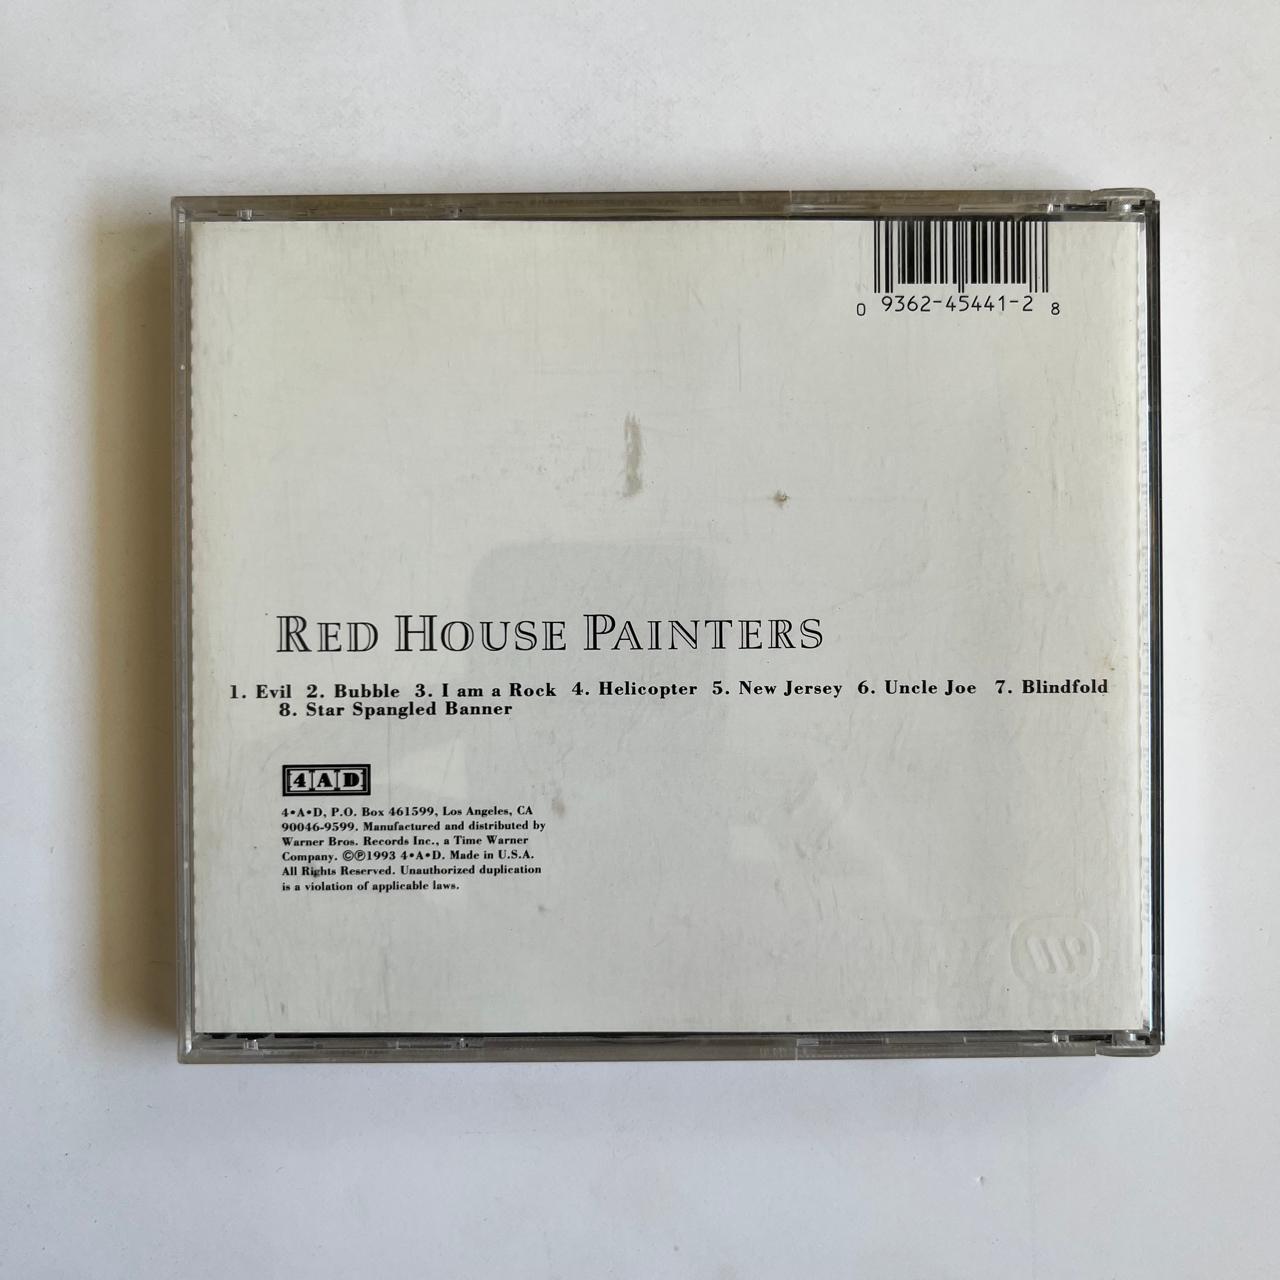 0 9362-45441-2 8
RED HOUSE PAINTERS
1. Evil 2. Bubble 3. I am a Rock 4. Helicopter 5. New Jersey 6. Uncle Joe 7. Blindfold
8. Star Spangled Banner
4AD
4•A•D, P.O. Box 461599, Los Angeles, CA
90046-9599. Manufactured and distributed by
Warner Bros. Records Inc., a Time Warner
Company. ©℗1993 4•A•D. Made in U.S.A.
All Rights Reserved. Unauthorized duplication
is a violation of applicable laws.